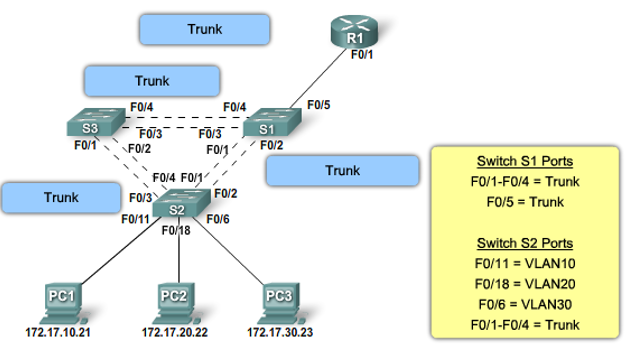 Trunk
R1
F0/1
Trunk
F0/4
F0/4
F0/5
S3
S1
F0/3
F0/3
F0/1
F0/2
F0/1
F0/2
Trunk
F0/4
F0/1
Trunk
F0/3
F0/2
S2
F0/11
F0/6
F0/18
PC1
PC2
PC3
172.17.10.21
172.17.20.22
172.17.30.23
Switch S1 Ports
F0/1-F0/4 = Trunk
F0/5 = Trunk
Switch S2 Ports
F0/11 = VLAN10
F0/18 = VLAN20
F0/6 = VLAN30
F0/1-F0/4 = Trunk